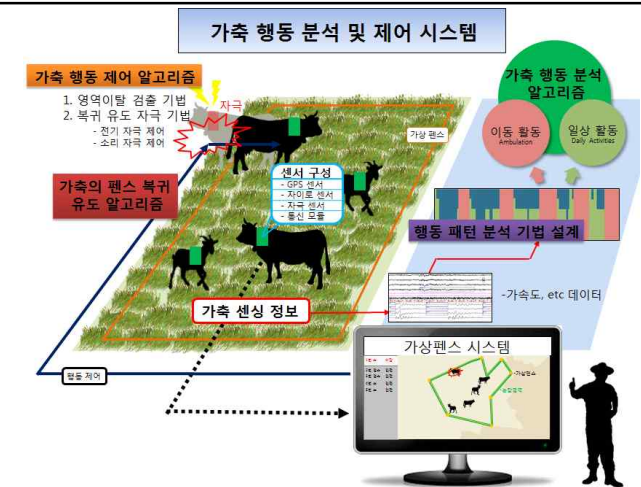 가축 행동 분석 및 제어 시스템
가축 행동 제어 알고리즘
1. 영역이탈 검출 기법
2. 복귀 유도 자극 기법
- 전기 자극 제어
- 소리 자극 제어
자극
가상 펜스
가축 행동 분석
알고리즘
이동 활동
Ambulation
일상 활동
Daily Activities
가축의 펜스 복귀
유도 알고리즘
센서 구성
- GPS 센서
- 자이로 센서
- 자극 센서
- 통신 모듈
행동 패턴 분석 기법 설계
가축 센싱 정보
-가속도, etc 데이터
행동 제어
가상펜스 시스템
가상펜스